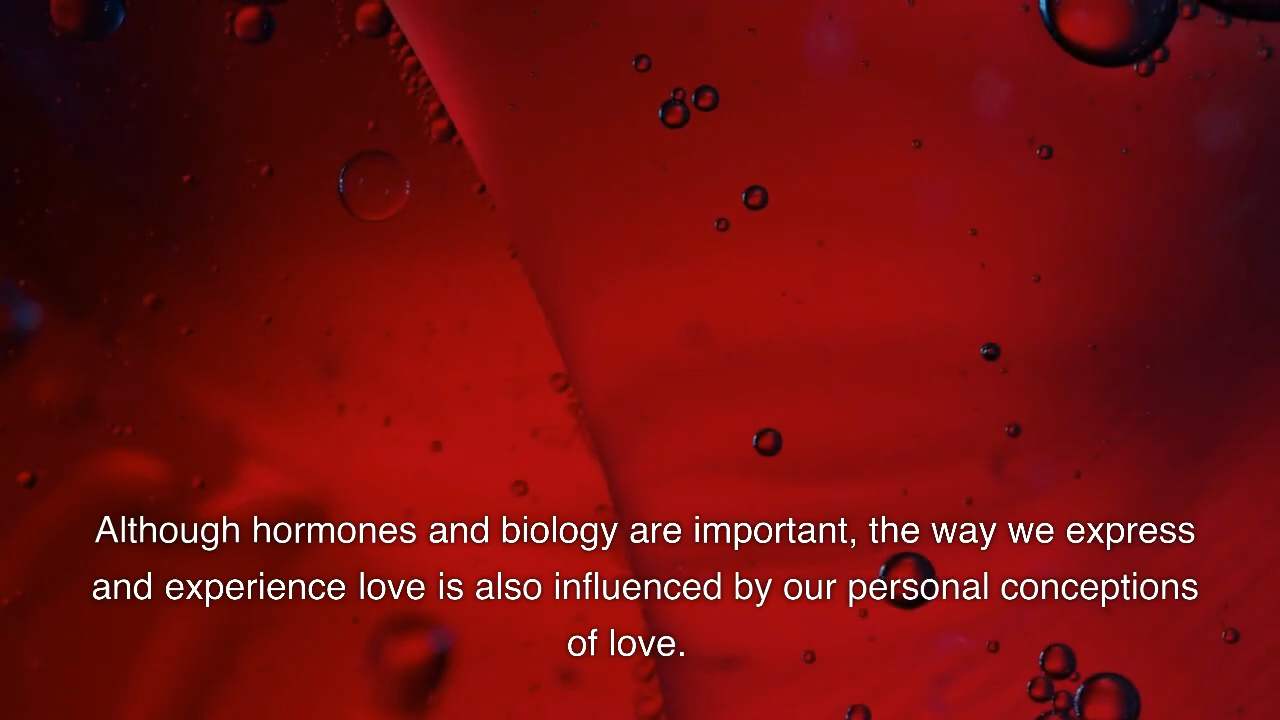 Although hormones and biology are important, the way we express
and experience love is also influenced by our personal conceptions
of love.